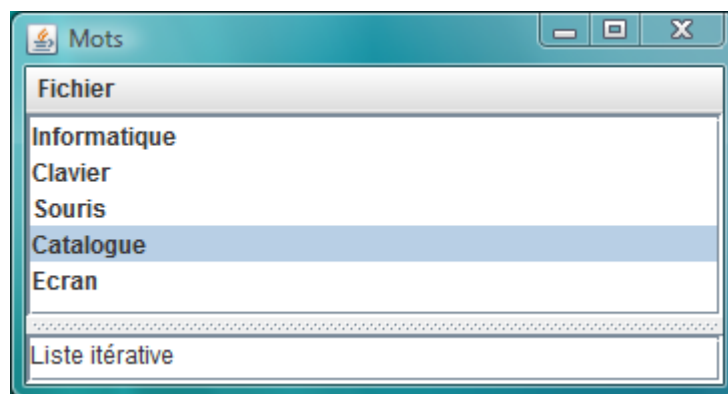 Mots
Fichier
Informatique
Clavier
Souris
Catalogue
Ecran
Liste itérative